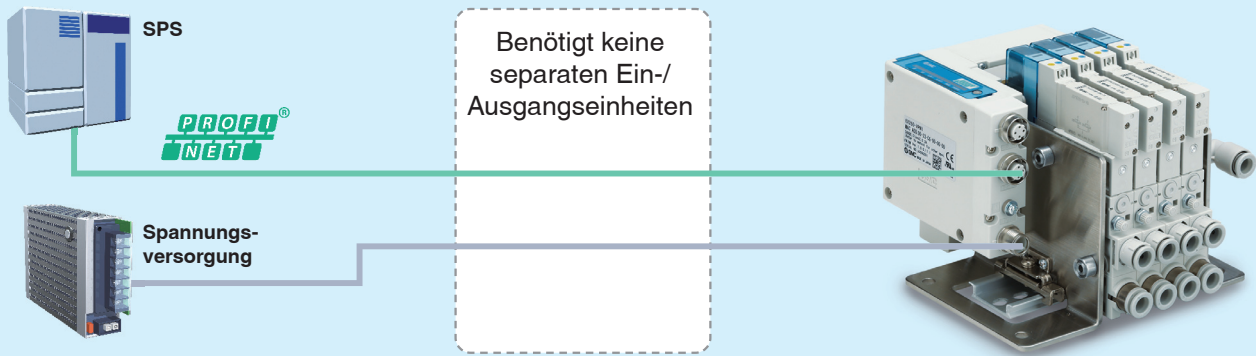 SPS
PROFI®
NET
Spannungs-
versorgung
Benötigt keine
separaten Ein-/
Ausgangseinheiten